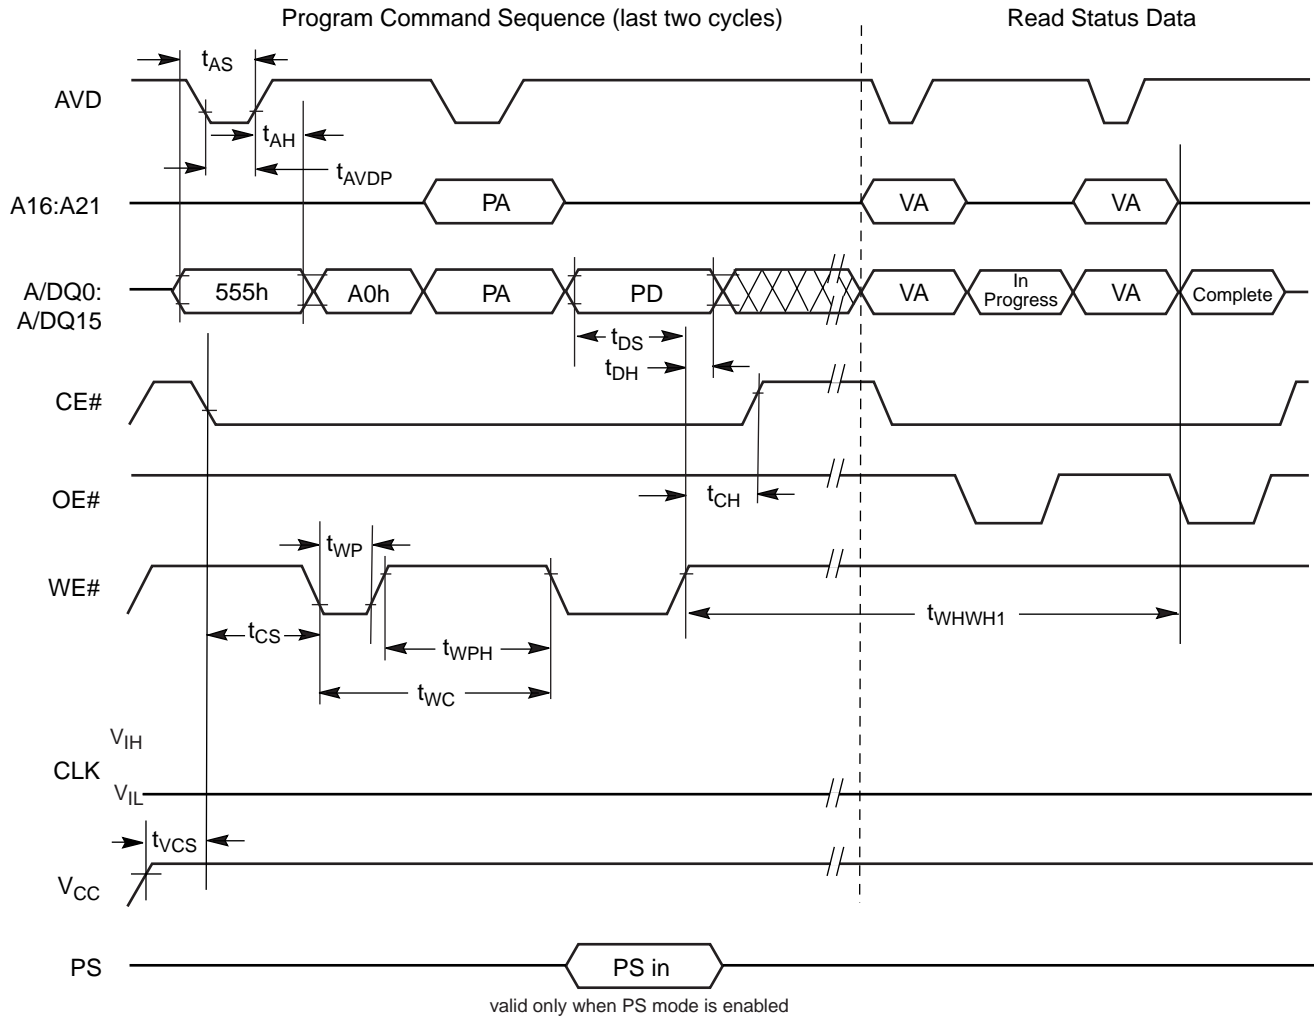 Program Command Sequence (last two cycles)
Read Status Data
tAS
AVD
tAH
tAVDP
A16:A21
PA
VA
VA
A/DQ0:
A/DQ15
555h
A0h
PA
PD
VA
In
Progress
VA
Complete
tDS
tDH
CE#
OE#
tCH
tWP
WE#
tWHWH1
tCS
tWPH
tWC
VIH
CLK
VIL
tVCS
VCC
PS
PS in
valid only when PS mode is enabled